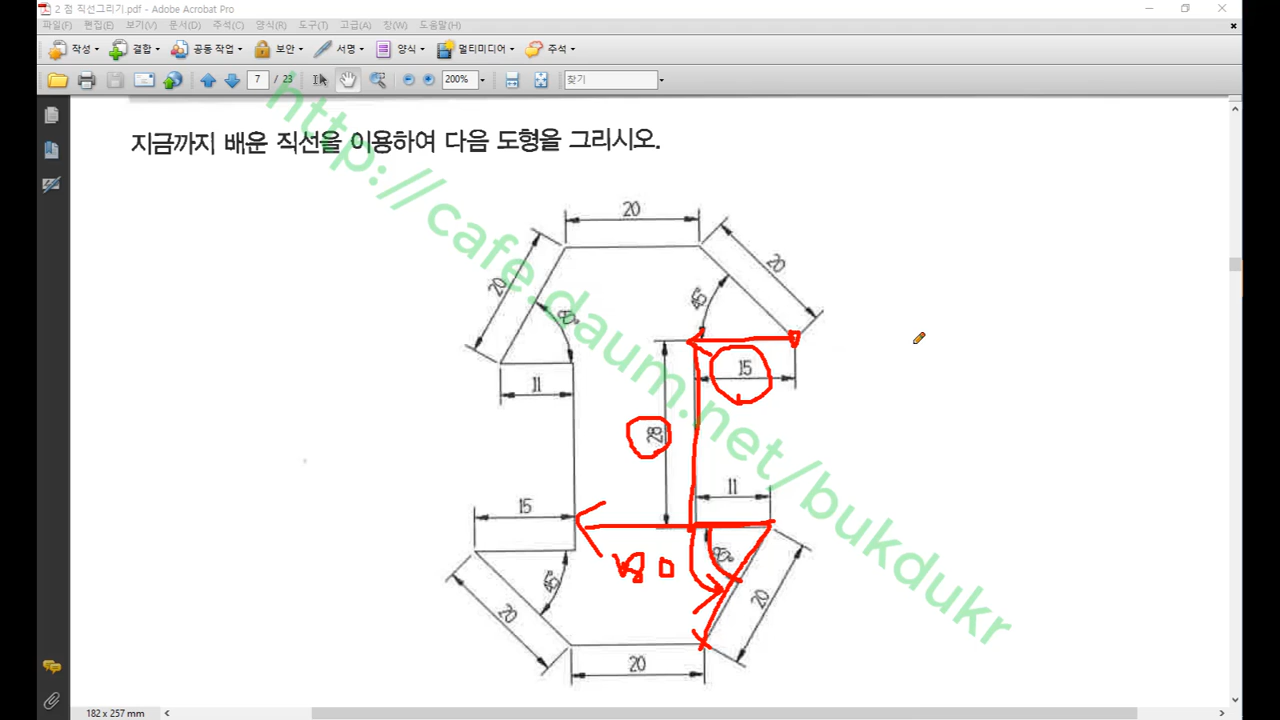 2 점 직선그리기.pdf - Adobe Acrobat Pro
파일(F) 편집(E) 보기(V) 문서(D) 주석(C) 양식(R) 도구(T) 고급(A) 창(W) 도움말(H)
작성 결합 공동 작업 보안 서명 양식 멀티미디어 주석
7 / 23 200% 찾기
지금까지 배운 직선을 이용하여 다음 도형을 그리시오.
http://cafe.daum.net/bukdukr
20
20
20
45°
60°
15
11
28
11
15
60°
45°
180
20
20
20
182 x 257 mm